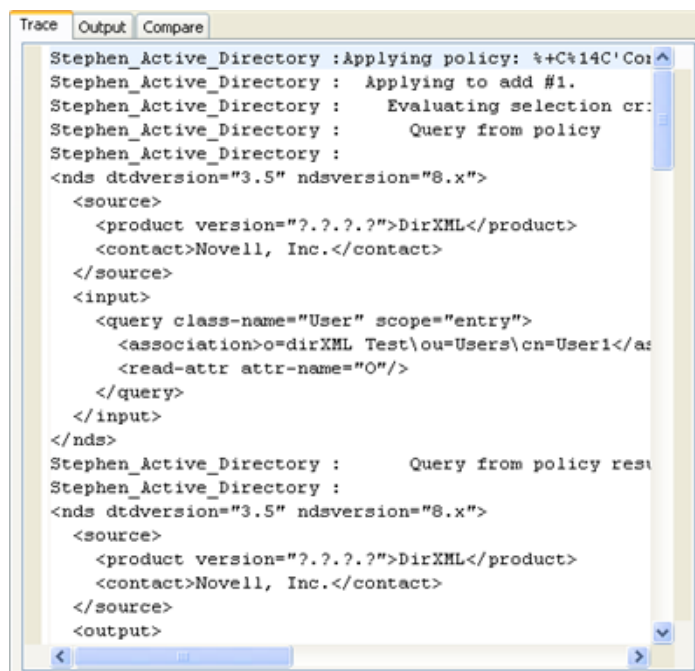 Trace Output Compare
Stephen_Active_Directory :Applying policy: %+C%14C'Cor
Stephen_Active_Directory :  Applying to add #1.
Stephen_Active_Directory :    Evaluating selection cri
Stephen_Active_Directory :      Query from policy
Stephen_Active_Directory :
<nds dtdversion="3.5" ndsversion="8.x">
  <source>
    <product version="?.?.?.?">DirXML</product>
    <contact>Novell, Inc.</contact>
  </source>
  <input>
    <query class-name="User" scope="entry">
      <association>o=dirXML Test\ou=Users\cn=User1</as
      <read-attr attr-name="O"/>
    </query>
  </input>
</nds>
Stephen_Active_Directory :      Query from policy resu
Stephen_Active_Directory :
<nds dtdversion="3.5" ndsversion="8.x">
  <source>
    <product version="?.?.?.?">DirXML</product>
    <contact>Novell, Inc.</contact>
  </source>
  <output>